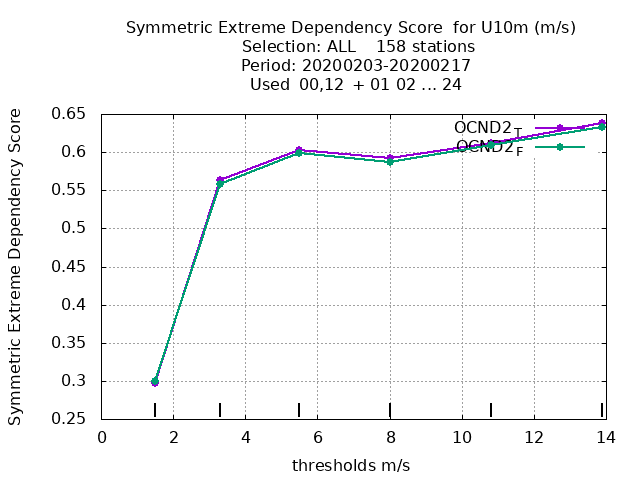 Symmetric Extreme Dependency Score for U10m (m/s)
Selection: ALL 158 stations
Period: 20200203-20200217
Used 00,12 + 01 02 ... 24
Symmetric Extreme Dependency Score
0.65
0.6
0.55
0.5
0.45
0.4
0.35
0.3
0.25
OCND2_T
OCND2_F
0 2 4 6 8 10 12 14
thresholds m/s